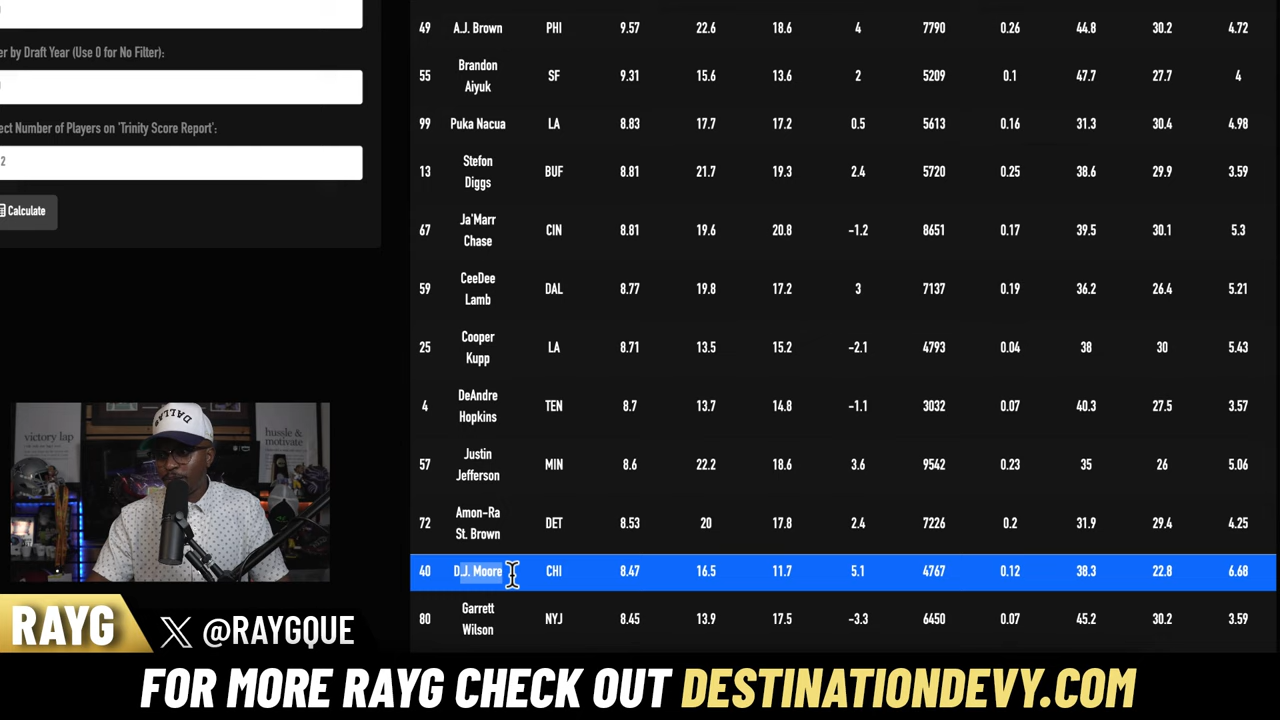 er by Draft Year (Use 0 for No Filter):
ect Number of Players on 'Trinity Score Report':
2
Calculate
49 A.J. Brown PHI 9.57 22.6 18.6 4 7790 0.26 44.8 30.2 4.72
55 Brandon Aiyuk SF 9.31 15.6 13.6 2 5209 0.1 47.7 27.7 4
99 Puka Nacua LA 8.83 17.7 17.2 0.5 5613 0.16 31.3 30.4 4.98
13 Stefon Diggs BUF 8.81 21.7 19.3 2.4 5720 0.25 38.6 29.9 3.59
67 Ja'Marr Chase CIN 8.81 19.6 20.8 -1.2 8651 0.17 39.5 30.1 5.3
59 CeeDee Lamb DAL 8.77 19.8 17.2 3 7137 0.19 36.2 26.4 5.21
25 Cooper Kupp LA 8.71 13.5 15.2 -2.1 4793 0.04 38 30 5.43
4 DeAndre Hopkins TEN 8.7 13.7 14.8 -1.1 3032 0.07 40.3 27.5 3.57
57 Justin Jefferson MIN 8.6 22.2 18.6 3.6 9542 0.23 35 26 5.06
72 Amon-Ra St. Brown DET 8.53 20 17.8 2.4 7226 0.2 31.9 29.4 4.25
40 D.J. Moore CHI 8.47 16.5 11.7 5.1 4767 0.12 38.3 22.8 6.68
80 Garrett Wilson NYJ 8.45 13.9 17.5 -3.3 6450 0.07 45.2 30.2 3.59
victory lap
hustle &
motivate
DALLAS
RAYG X @RAYGQUE
FOR MORE RAYG CHECK OUT DESTINATIONDEVY.COM